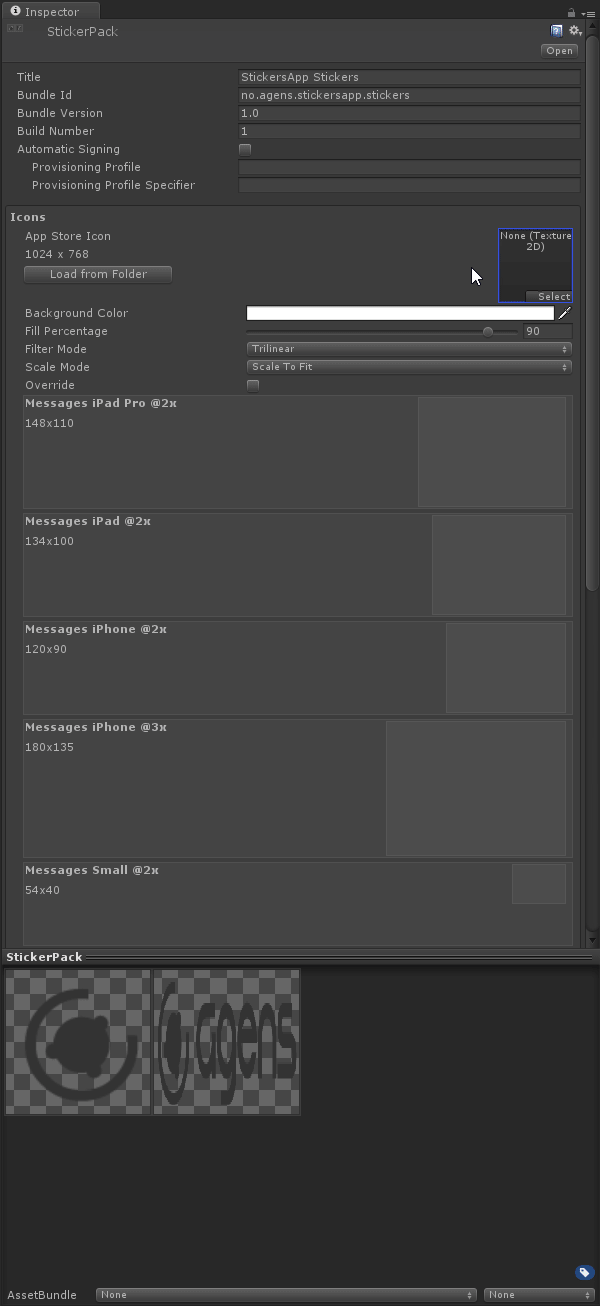 Inspector
StickerPack
Open
Title StickersApp Stickers
Bundle Id no.agens.stickersapp.stickers
Bundle Version 1.0
Build Number 1
Automatic Signing
Provisioning Profile
Provisioning Profile Specifier
Icons
App Store Icon
None (Texture
2D)
1024 x 768
Load from Folder
Select
Background Color
Fill Percentage 90
Filter Mode Trilinear
Scale Mode Scale To Fit
Override
Messages iPad Pro @2x
148x110
Messages iPad @2x
134x100
Messages iPhone @2x
120x90
Messages iPhone @3x
180x135
Messages Small @2x
54x40
StickerPack
agens
AssetBundle None None